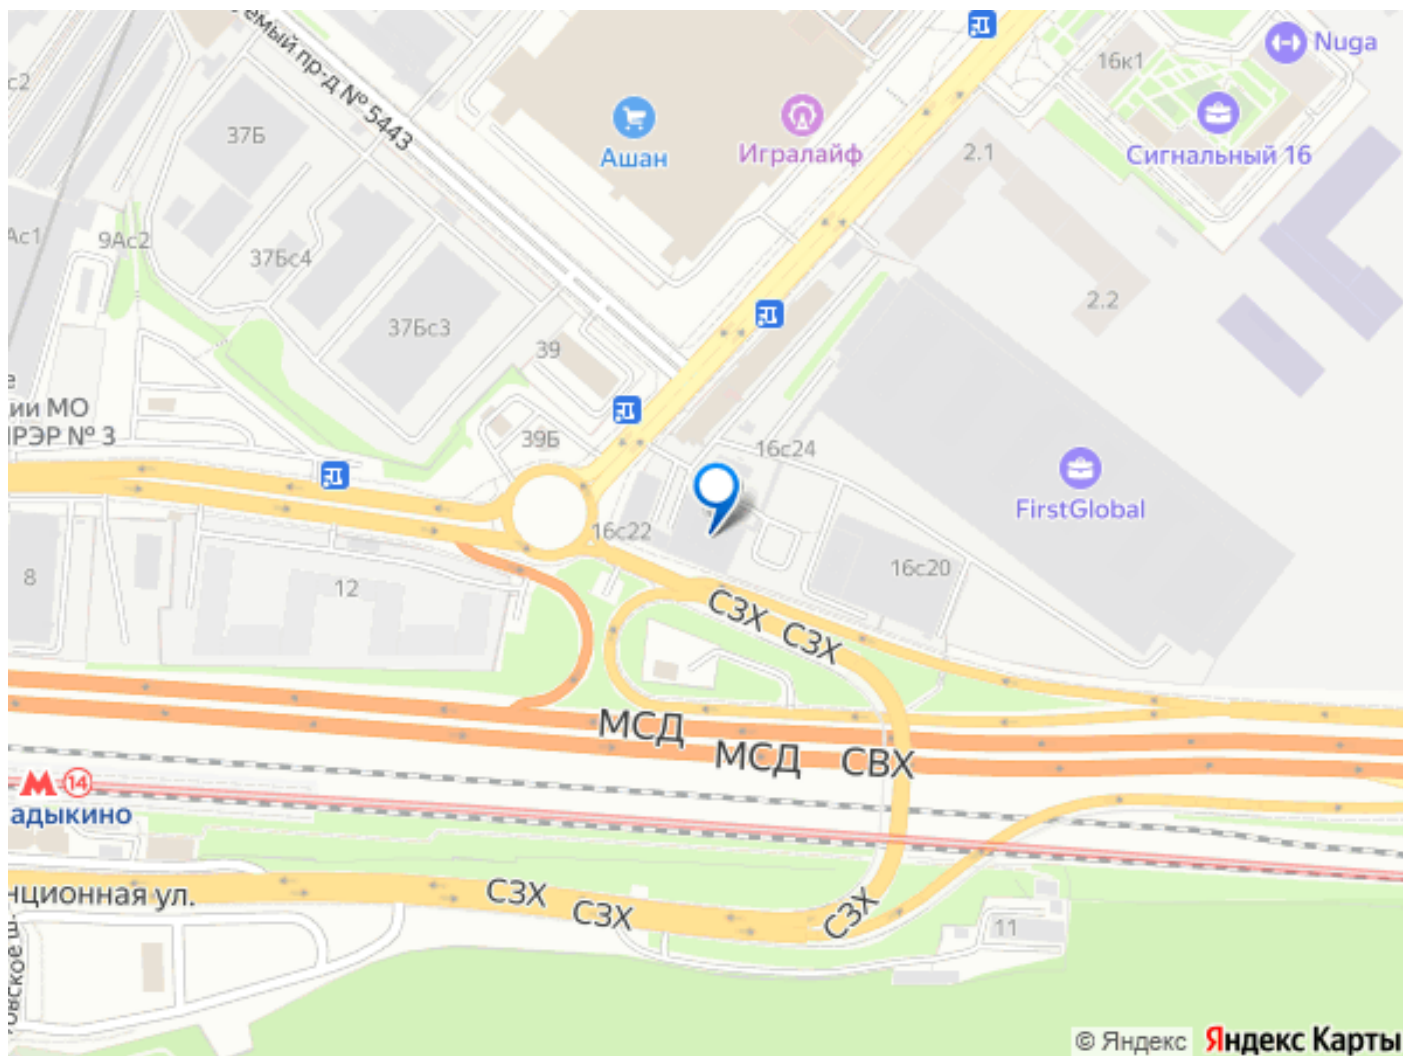 Nuga
16к1
емый пр-д № 5443
с2
37Б
Ашан
Игралайф
2.1
Сигнальный 16
Ас1
9Ас2
37Бс4
2.2
37Бс3
39
е
ии МО
РЭР № 3
39Б
16с24
FirstGlobal
16с22
16с20
8
12
СЗХ СЗХ
МСД
МСД СВХ
М 14
адыкино
нционная ул.
СЗХ СЗХ
СЗХ
11
овское ш.
© Яндекс Яндекс Карты